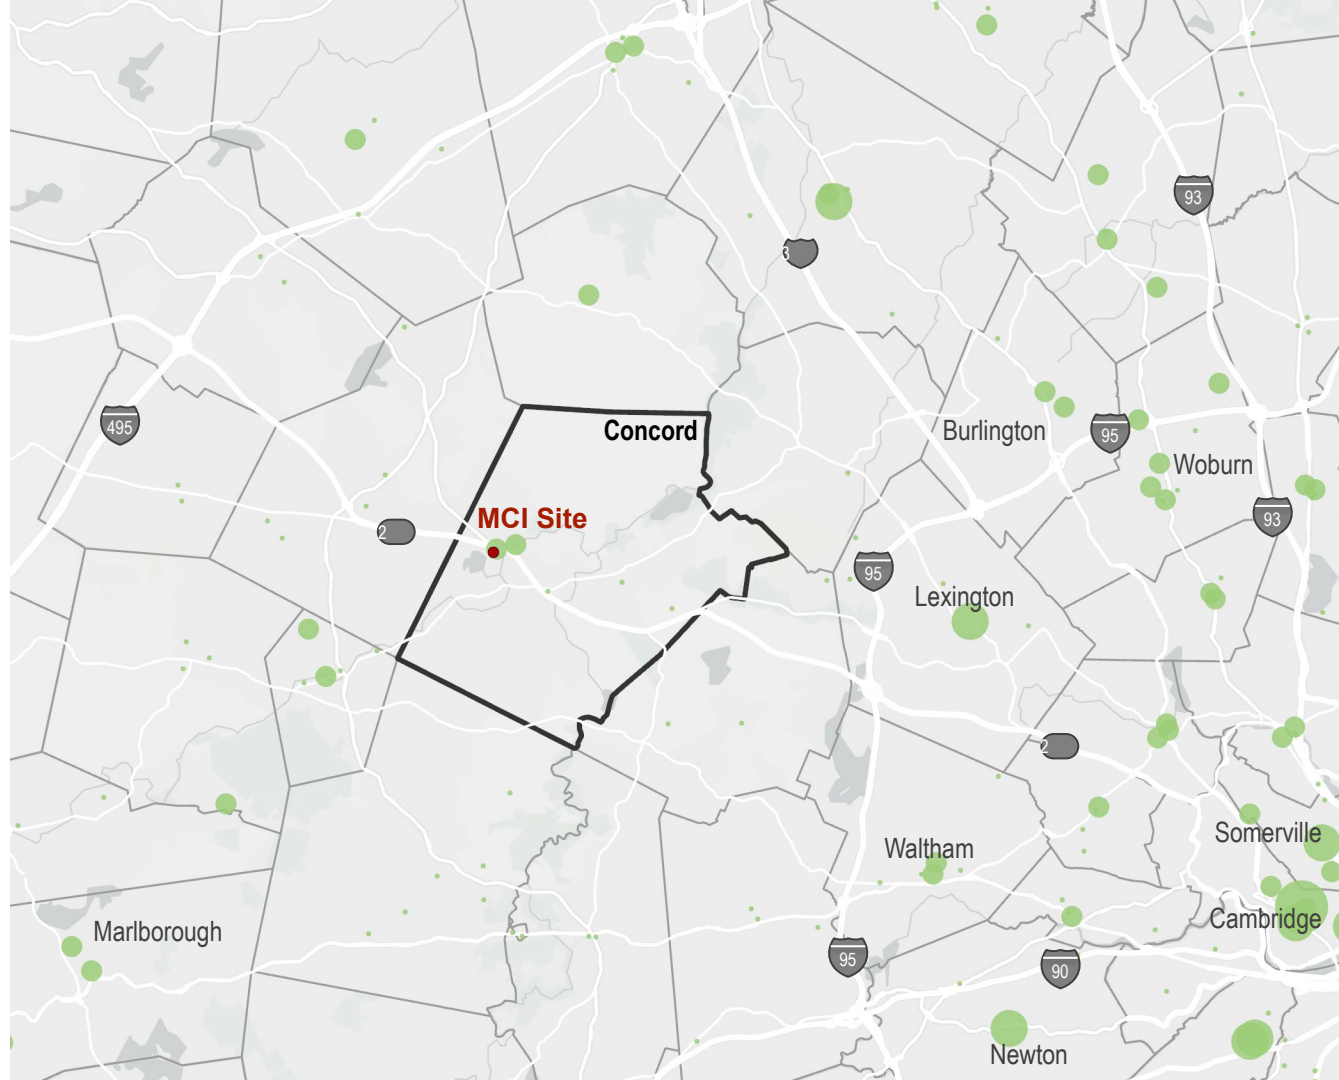 93
3
495
Concord
Burlington
95
Woburn
MCI Site
2
93
95
Lexington
2
Somerville
Waltham
Cambridge
Marlborough
95
90
Newton